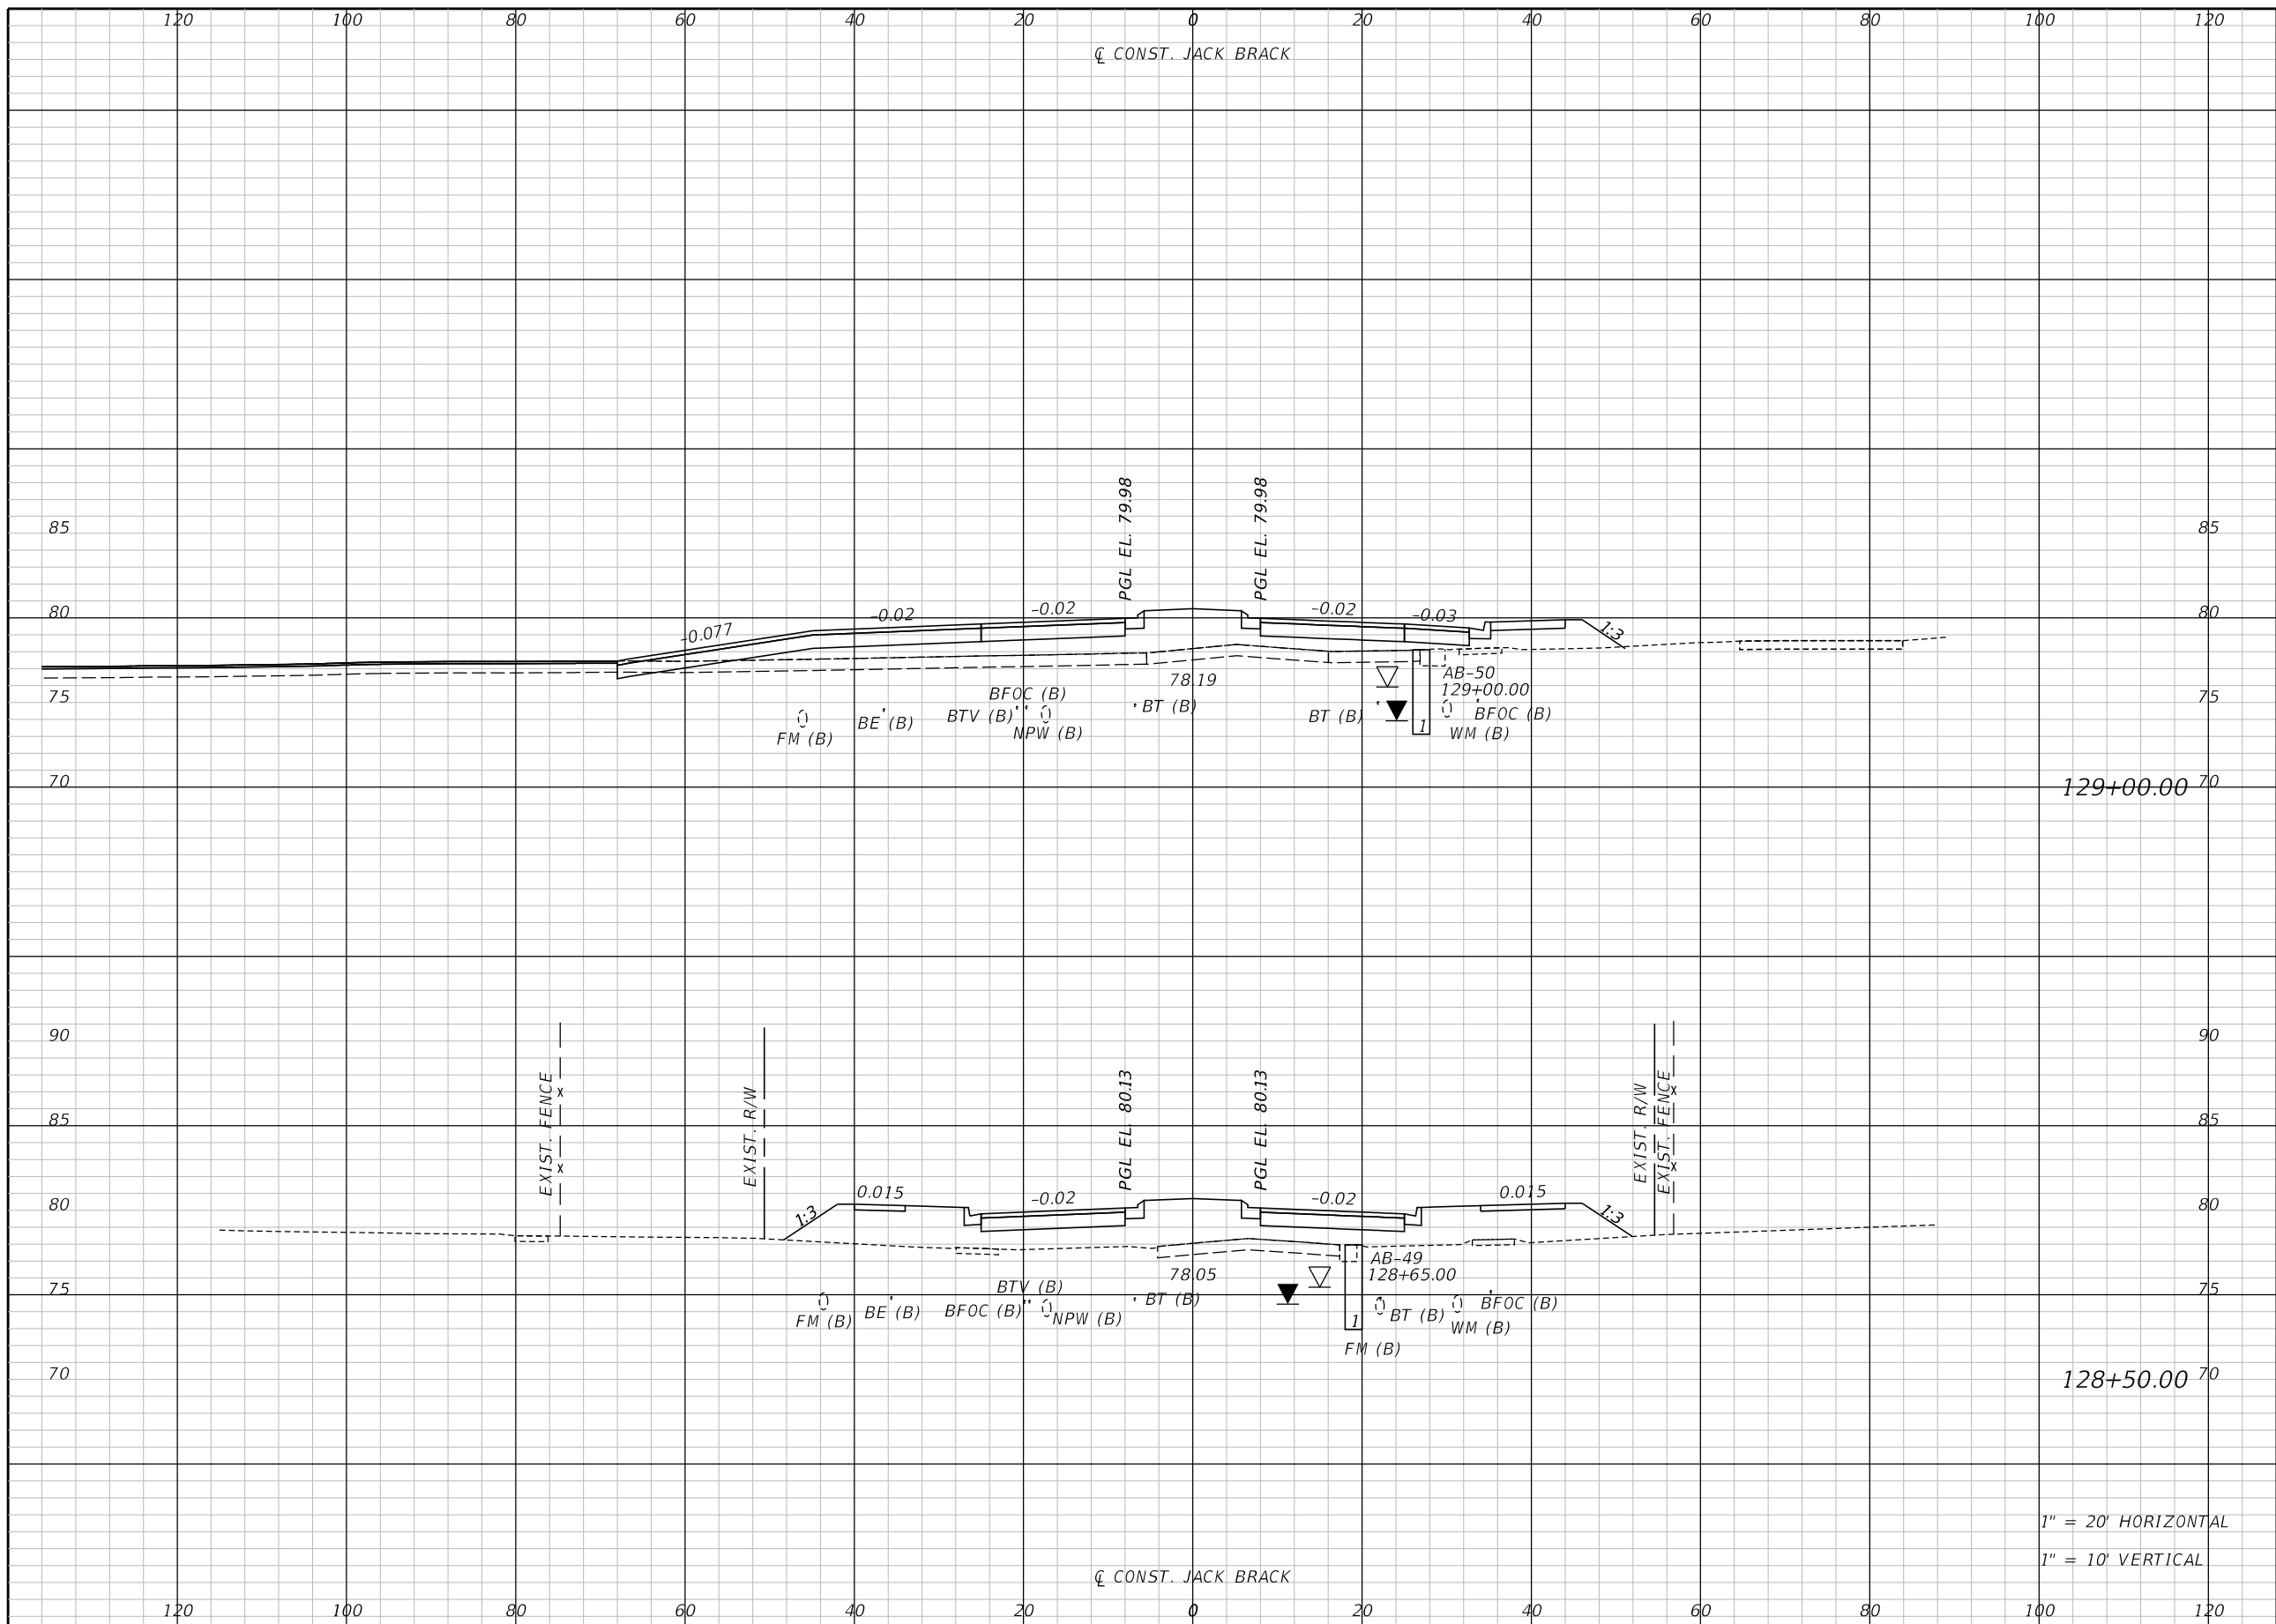 120 100 80 60 40 20 0 20 40 60 80 100 120
℄ CONST. JACK BRACK
PGL EL. 79.98
PGL EL. 79.98
85 85
80 80
-0.077
-0.02
-0.02
-0.02
-0.03
1:3
75 75
78.19
AB-50
129+00.00
BFOC (B)
BTV (B)
NPW (B)
BE (B)
FM (B)
BT (B)
BT (B)
1
BFOC (B)
WM (B)
70 70
129+00.00
90 90
EXIST. FENCE
X
X
EXIST. R/W
PGL EL. 80.13
PGL EL. 80.13
EXIST. R/W
EXIST. FENCE
X
X
85 85
80 80
1:3
0.015
-0.02
-0.02
0.015
1:3
75 75
78.05
AB-49
128+65.00
BTV (B)
BFOC (B)
NPW (B)
BE (B)
FM (B)
BT (B)
1
BT (B)
BFOC (B)
WM (B)
FM (B)
70 70
128+50.00
1" = 20' HORIZONTAL
1" = 10' VERTICAL
℄ CONST. JACK BRACK
120 100 80 60 40 20 0 20 40 60 80 100 120